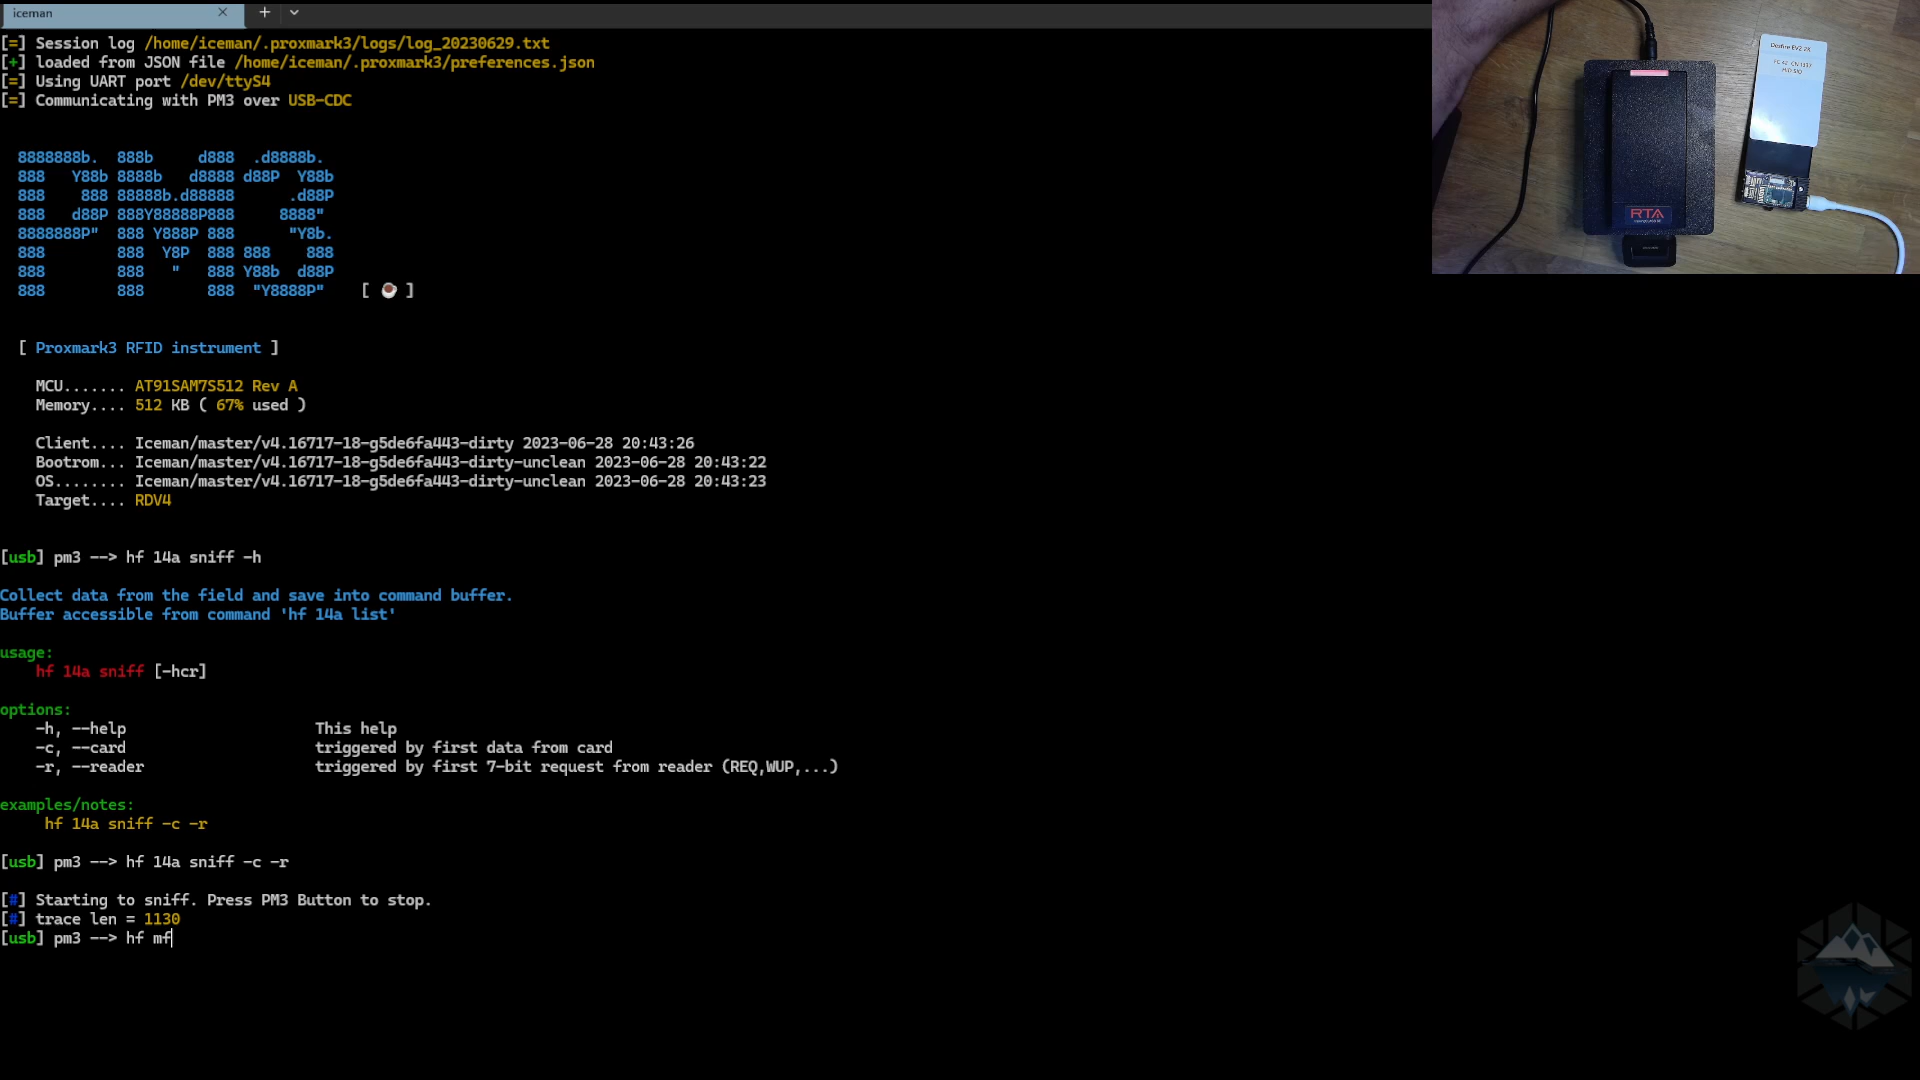 iceman
[=] Session log /home/iceman/.proxmark3/logs/log_20230629.txt
[+] loaded from JSON file /home/iceman/.proxmark3/preferences.json
[=] Using UART port /dev/ttyS4
[=] Communicating with PM3 over USB-CDC
8888888b.  888b     d888  .d8888b.
888   Y88b 8888b   d8888 d88P  Y88b
888    888 88888b.d88888      .d88P
888   d88P 888Y88888P888     8888"
8888888P"  888 Y888P 888      "Y8b.
888        888  Y8P  888 888    888
888        888   "   888 Y88b  d88P
888        888       888  "Y8888P"    [ ☕ ]
[ Proxmark3 RFID instrument ]
MCU....... AT91SAM7S512 Rev A
Memory.... 512 KB ( 67% used )
Client.... Iceman/master/v4.16717-18-g5de6fa443-dirty 2023-06-28 20:43:26
Bootrom... Iceman/master/v4.16717-18-g5de6fa443-dirty-unclean 2023-06-28 20:43:22
OS........ Iceman/master/v4.16717-18-g5de6fa443-dirty-unclean 2023-06-28 20:43:23
Target.... RDV4
[usb] pm3 --> hf 14a sniff -h
Collect data from the field and save into command buffer.
Buffer accessible from command 'hf 14a list'
usage:
hf 14a sniff [-hcr]
options:
-h, --help                     This help
-c, --card                     triggered by first data from card
-r, --reader                   triggered by first 7-bit request from reader (REQ,WUP,...)
examples/notes:
hf 14a sniff -c -r
[usb] pm3 --> hf 14a sniff -c -r
[#] Starting to sniff. Press PM3 Button to stop.
[#] trace len = 1130
[usb] pm3 --> hf mf
Desfire EV2 2K
FC 42 CN 1337
HID SIO
RTA